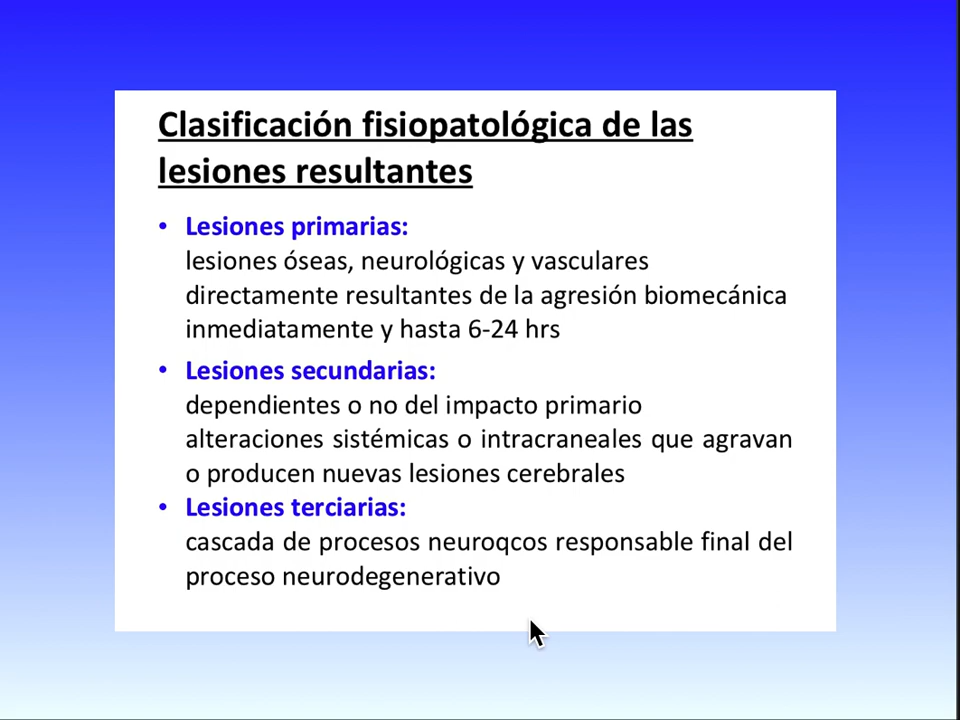 Clasificación fisiopatológica de las
lesiones resultantes
• Lesiones primarias:
lesiones óseas, neurológicas y vasculares
directamente resultantes de la agresión biomecánica
inmediatamente y hasta 6-24 hrs
• Lesiones secundarias:
dependientes o no del impacto primario
alteraciones sistémicas o intracraneales que agravan
o producen nuevas lesiones cerebrales
• Lesiones terciarias:
cascada de procesos neuroqcos responsable final del
proceso neurodegenerativo